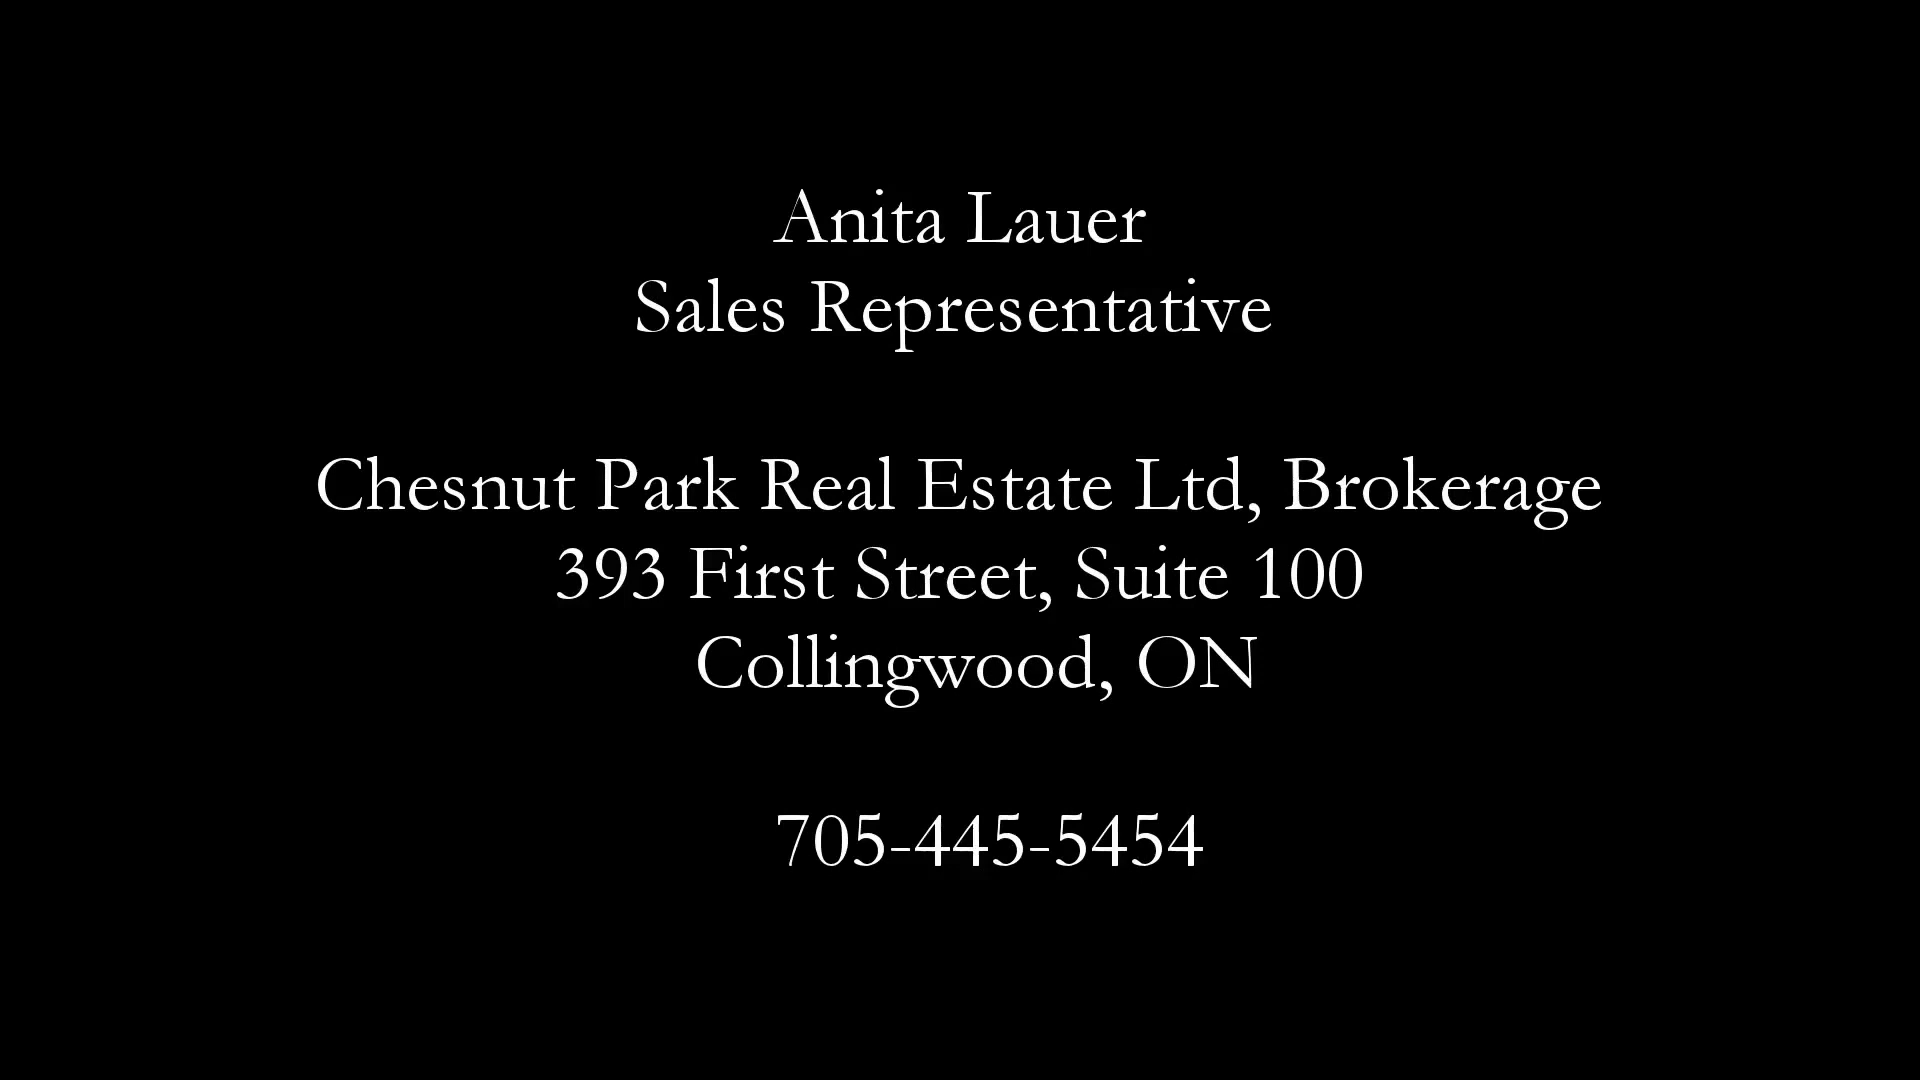 Anita Lauer
Sales Representative
Chesnut Park Real Estate Ltd, Brokerage
393 First Street, Suite 100
Collingwood, ON
705-445-5454